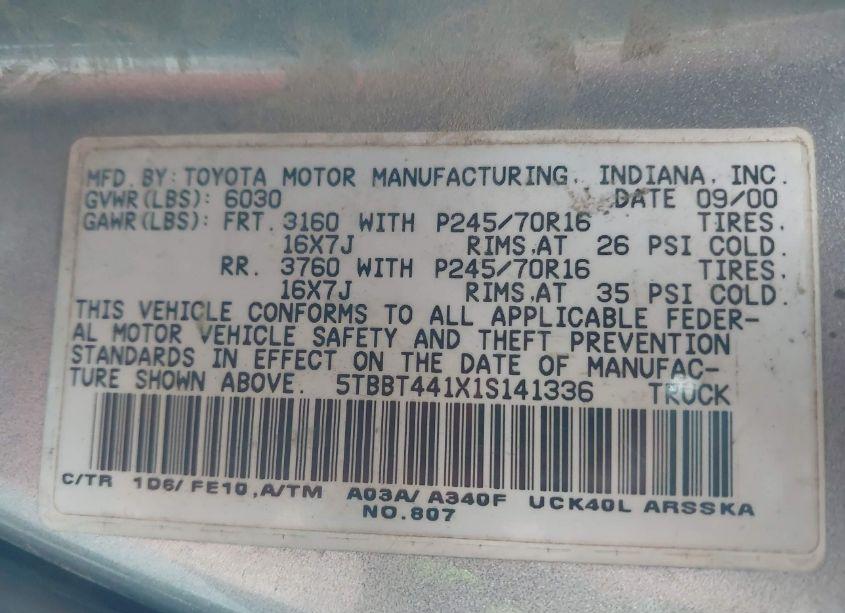 MFD. BY: TOYOTA MOTOR MANUFACTURING, INDIANA, INC.
GVWR(LBS): 6030 DATE 09/00
GAWR(LBS): FRT. 3160 WITH P245/70R16 TIRES.
16X7J RIMS.AT 26 PSI COLD.
RR. 3760 WITH P245/70R16 TIRES.
16X7J RIMS.AT 35 PSI COLD.
THIS VEHICLE CONFORMS TO ALL APPLICABLE FEDER-
AL MOTOR VEHICLE SAFETY AND THEFT PREVENTION
STANDARDS IN EFFECT ON THE DATE OF MANUFAC-
TURE SHOWN ABOVE. 5TBBT441X1S141336 TRUCK
C/TR 1D6/ FE10,A/TM A03A/ A340F UCK40L ARSSKA
NO.807